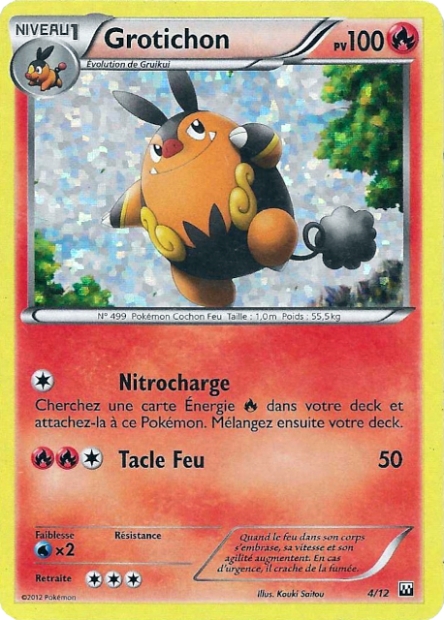 NIVEAU 1
Grotichon
PV100
Évolution de Gruikui
N° 499 Pokémon Cochon Feu Taille : 1,0m Poids : 55,5kg
Nitrocharge
Cherchez une carte Énergie dans votre deck et
attachez-la à ce Pokémon. Mélangez ensuite votre deck.
Tacle Feu 50
Faiblesse Résistance
×2
Quand le feu dans son corps
s'embrase, sa vitesse et son
agilité augmentent. En cas
d'urgence, il crache de la fumée.
Retraite
©2012 Pokémon
Illus. Kouki Saitou
4/12